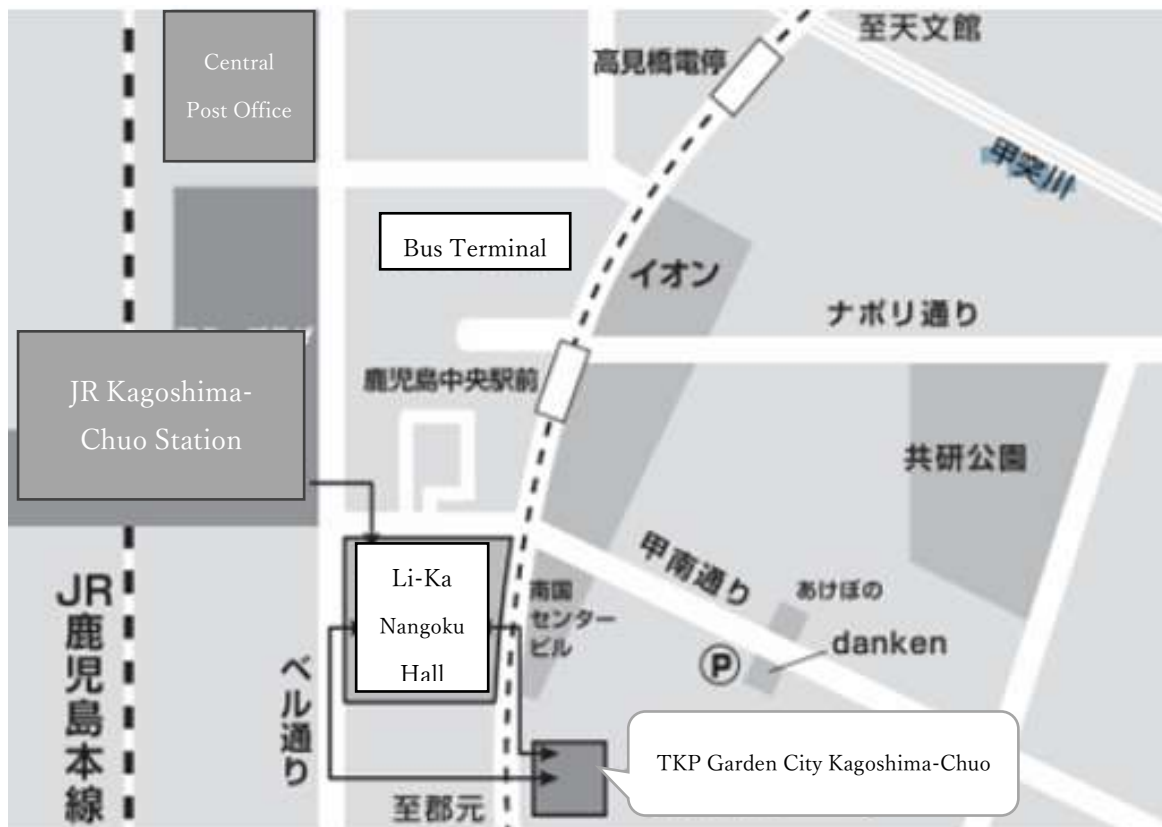 Central
Post Office
至天文館
高見橋電停
甲突川
Bus Terminal
イオン
ナポリ通り
鹿児島中央駅前
JR Kagoshima-
Chuo Station
共研公園
甲南通り
Li-Ka
Nangoku
Hall
南国
センター
ビル
あけぼの
danken
P
JR鹿児島本線
ベル通り
TKP Garden City Kagoshima-Chuo
至郡元